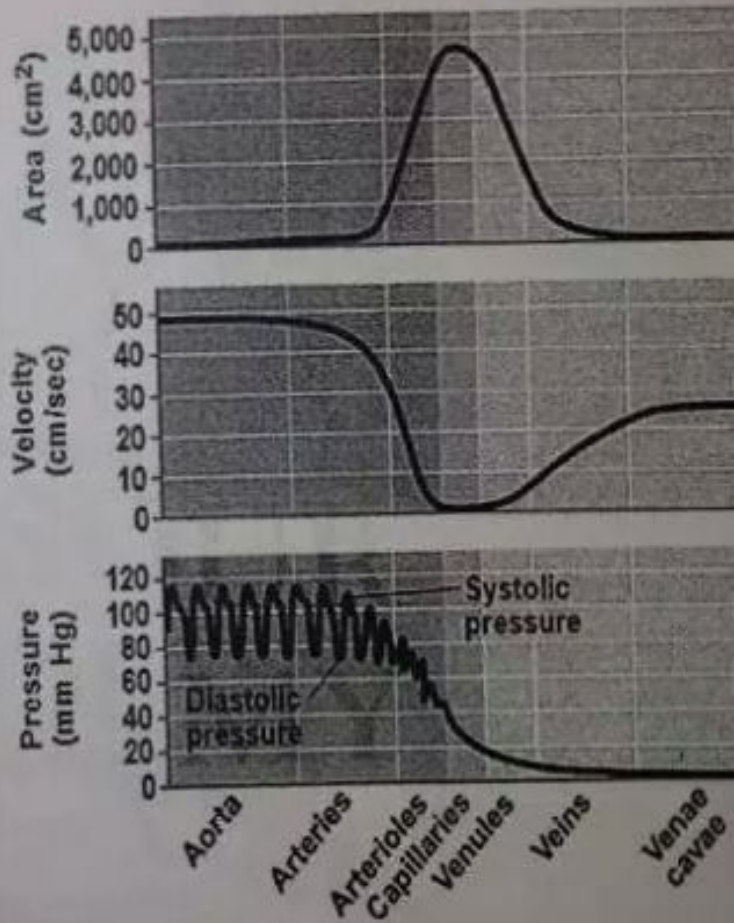 Area (cm²)
5,000
4,000
3,000
2,000
1,000
0
Velocity
(cm/sec)
50
40
30
20
10
0
Pressure
(mm Hg)
120
100
80
60
40
20
0
Systolic
pressure
Diastolic
pressure
Aorta
Arteries
Arterioles
Capillaries
Venules
Veins
Venae
cavae